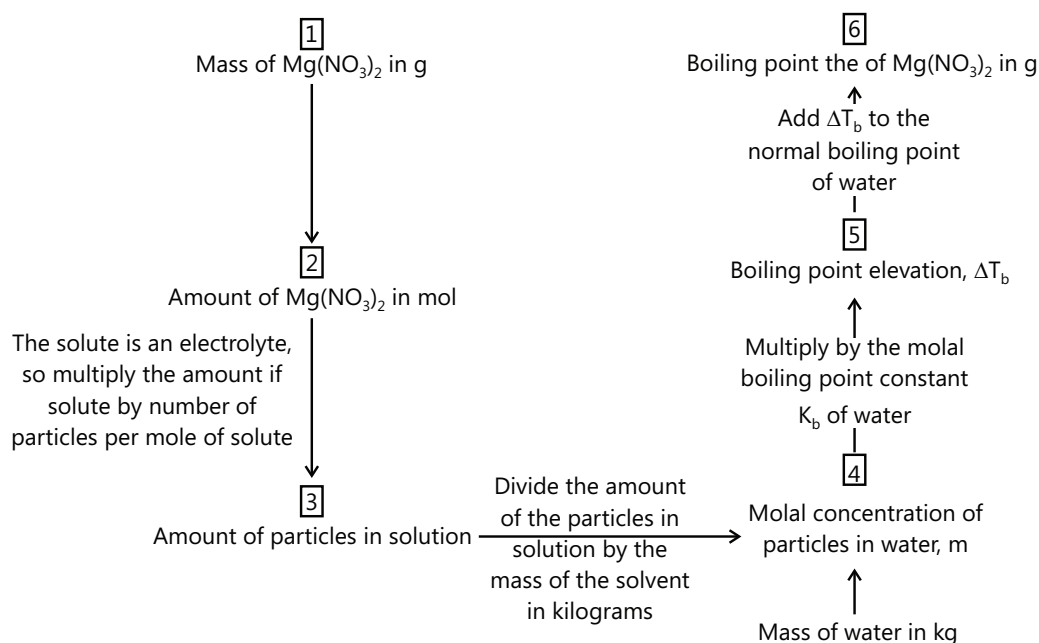 1
Mass of Mg(NO₃)₂ in g
2
Amount of Mg(NO₃)₂ in mol
The solute is an electrolyte,
so multiply the amount if
solute by number of
particles per mole of solute
3
Amount of particles in solution
Divide the amount
of the particles in
solution by the
mass of the solvent
in kilograms
6
Boiling point the of Mg(NO₃)₂ in g
Add ΔT_b to the
normal boiling point
of water
5
Boiling point elevation, ΔT_b
Multiply by the molal
boiling point constant
K_b of water
4
Molal concentration of
particles in water, m
Mass of water in kg